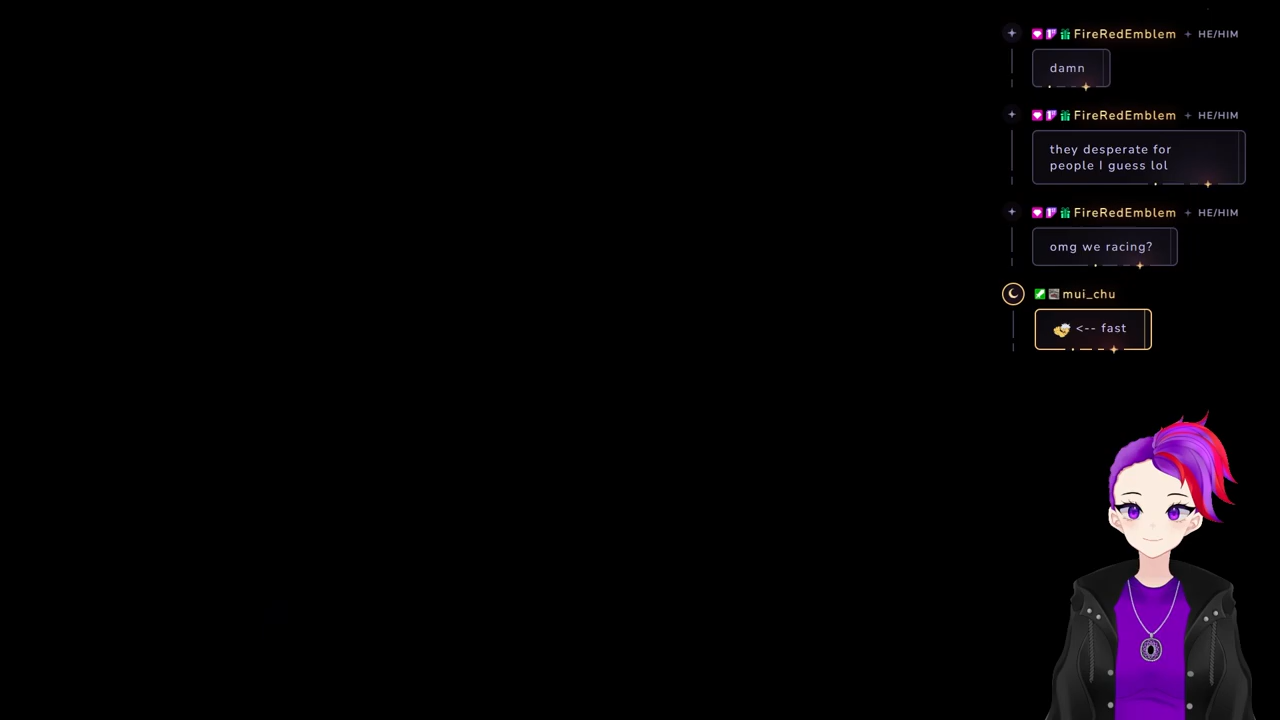 FireRedEmblem HE/HIM
damn
FireRedEmblem HE/HIM
they desperate for
people I guess lol
FireRedEmblem HE/HIM
omg we racing?
mui_chu
<-- fast